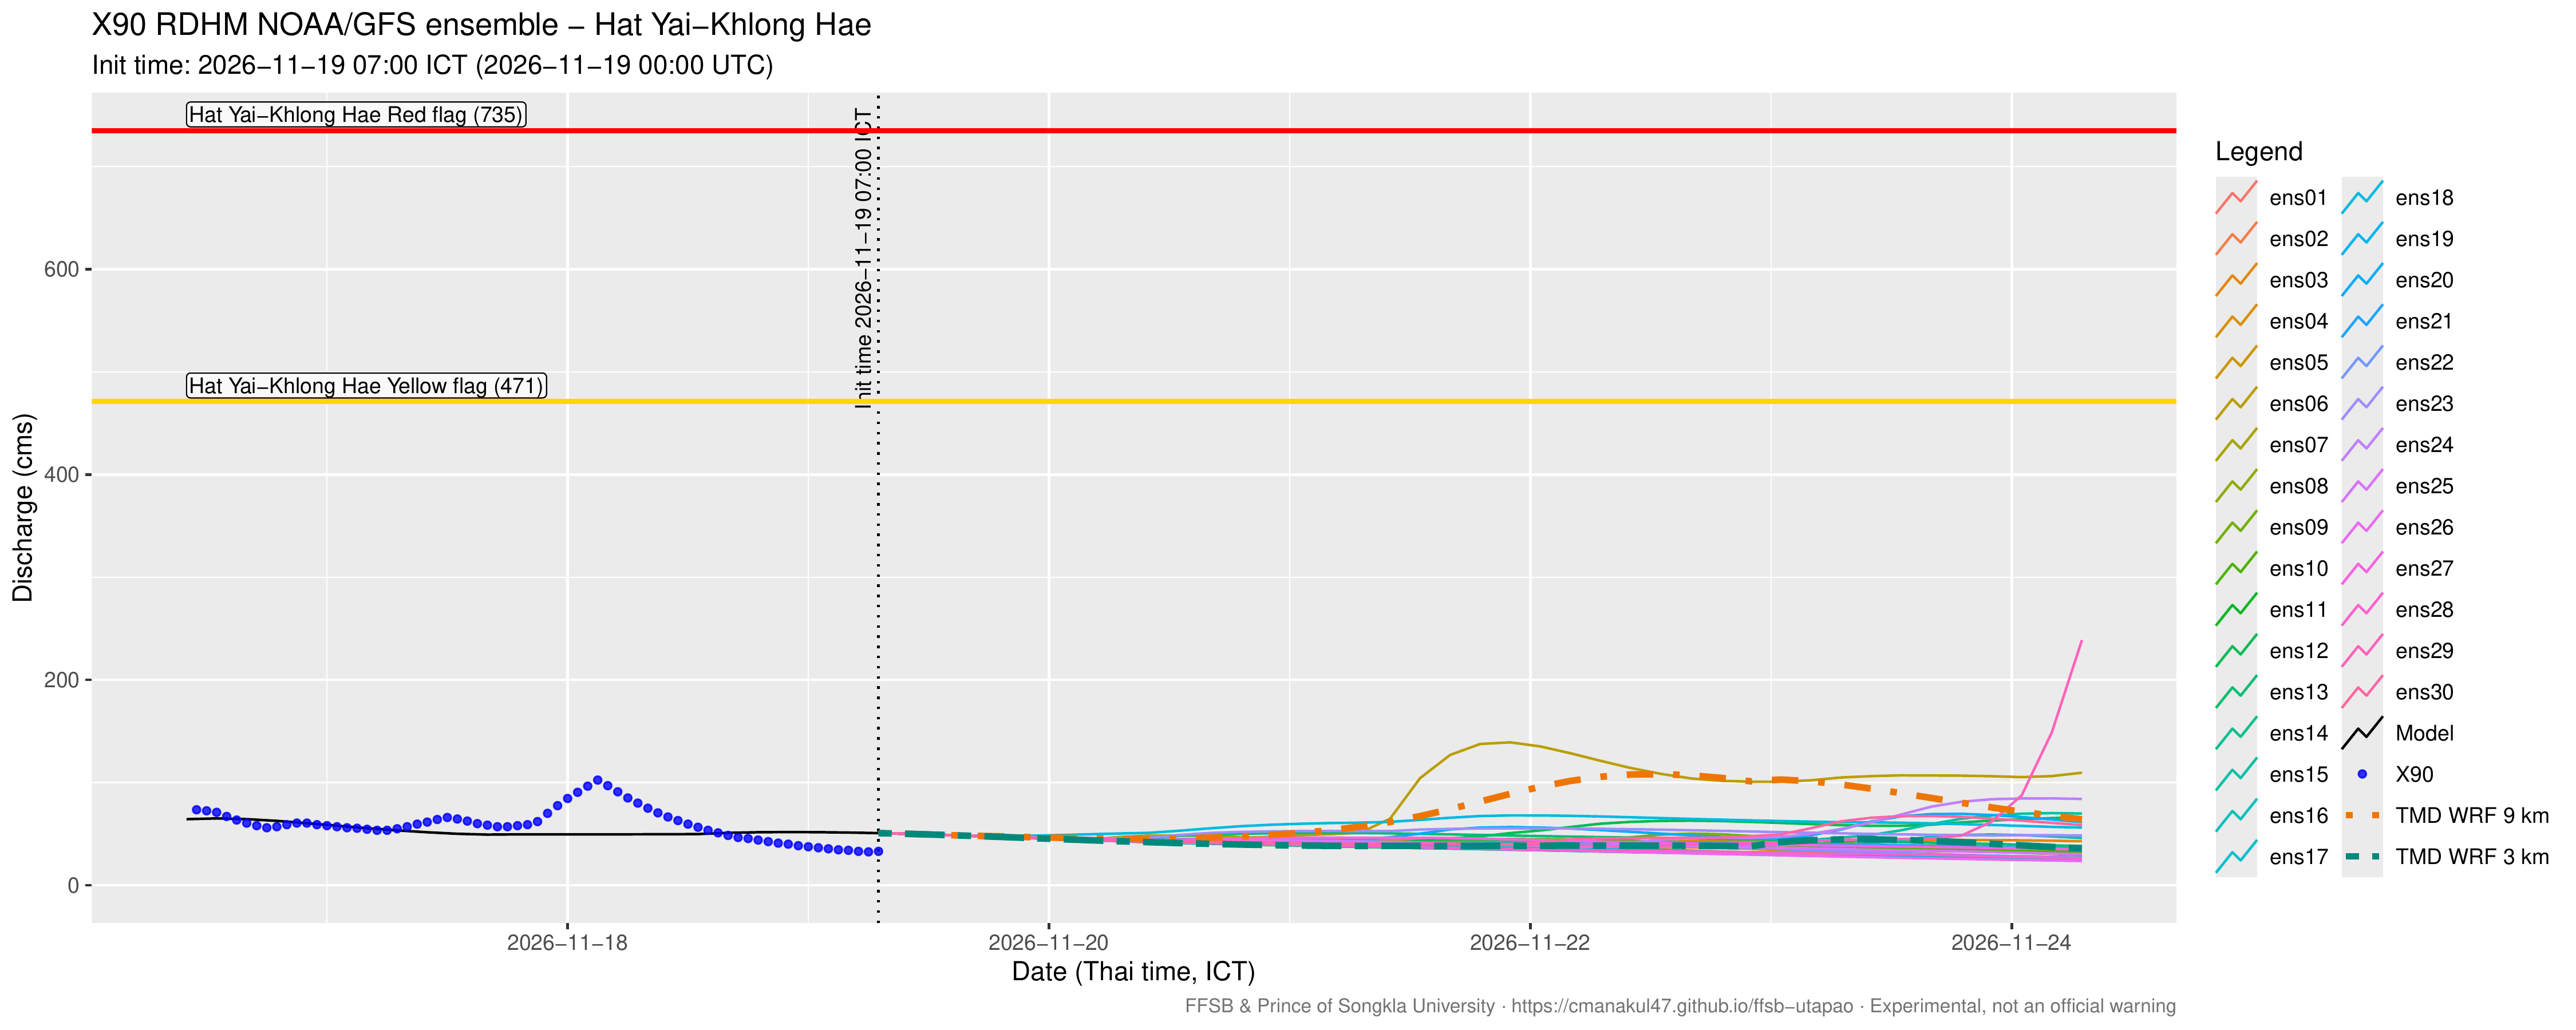 X90 RDHM NOAA/GFS ensemble – Hat Yai–Khlong Hae
Init time: 2026–11–19 07:00 ICT (2026–11–19 00:00 UTC)
Hat Yai–Khlong Hae Red flag (735)
Hat Yai–Khlong Hae Yellow flag (471)
Init time 2026–11–19 07:00 ICT
Discharge (cms)
600
400
200
0
2026–11–18
2026–11–20
2026–11–22
2026–11–24
Date (Thai time, ICT)
Legend
ens01
ens02
ens03
ens04
ens05
ens06
ens07
ens08
ens09
ens10
ens11
ens12
ens13
ens14
ens15
ens16
ens17
ens18
ens19
ens20
ens21
ens22
ens23
ens24
ens25
ens26
ens27
ens28
ens29
ens30
Model
X90
TMD WRF 9 km
TMD WRF 3 km
FFSB & Prince of Songkla University · https://cmanakul47.github.io/ffsb–utapao · Experimental, not an official warning